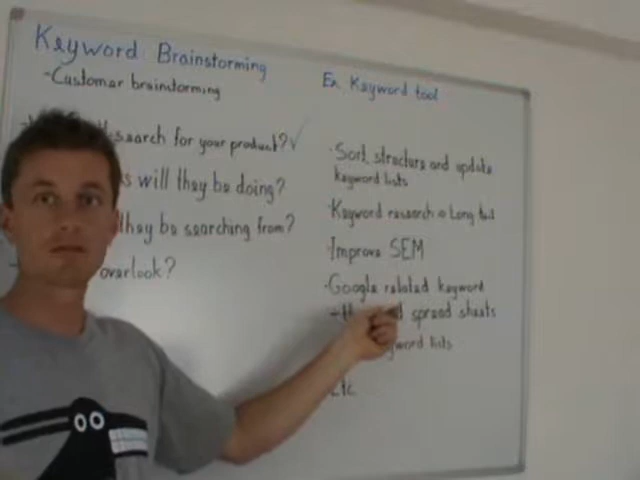 Keyword Brainstorming
-Customer brainstorming
search for your product? √
will they be doing?
they be searching from?
overlook?
Ex. Keyword tool
·Sort, structure and update
keyword lists
·Keyword research = Long tail
·Improve SEM
·Google related keyword
spread sheets
keyword lists
Etc